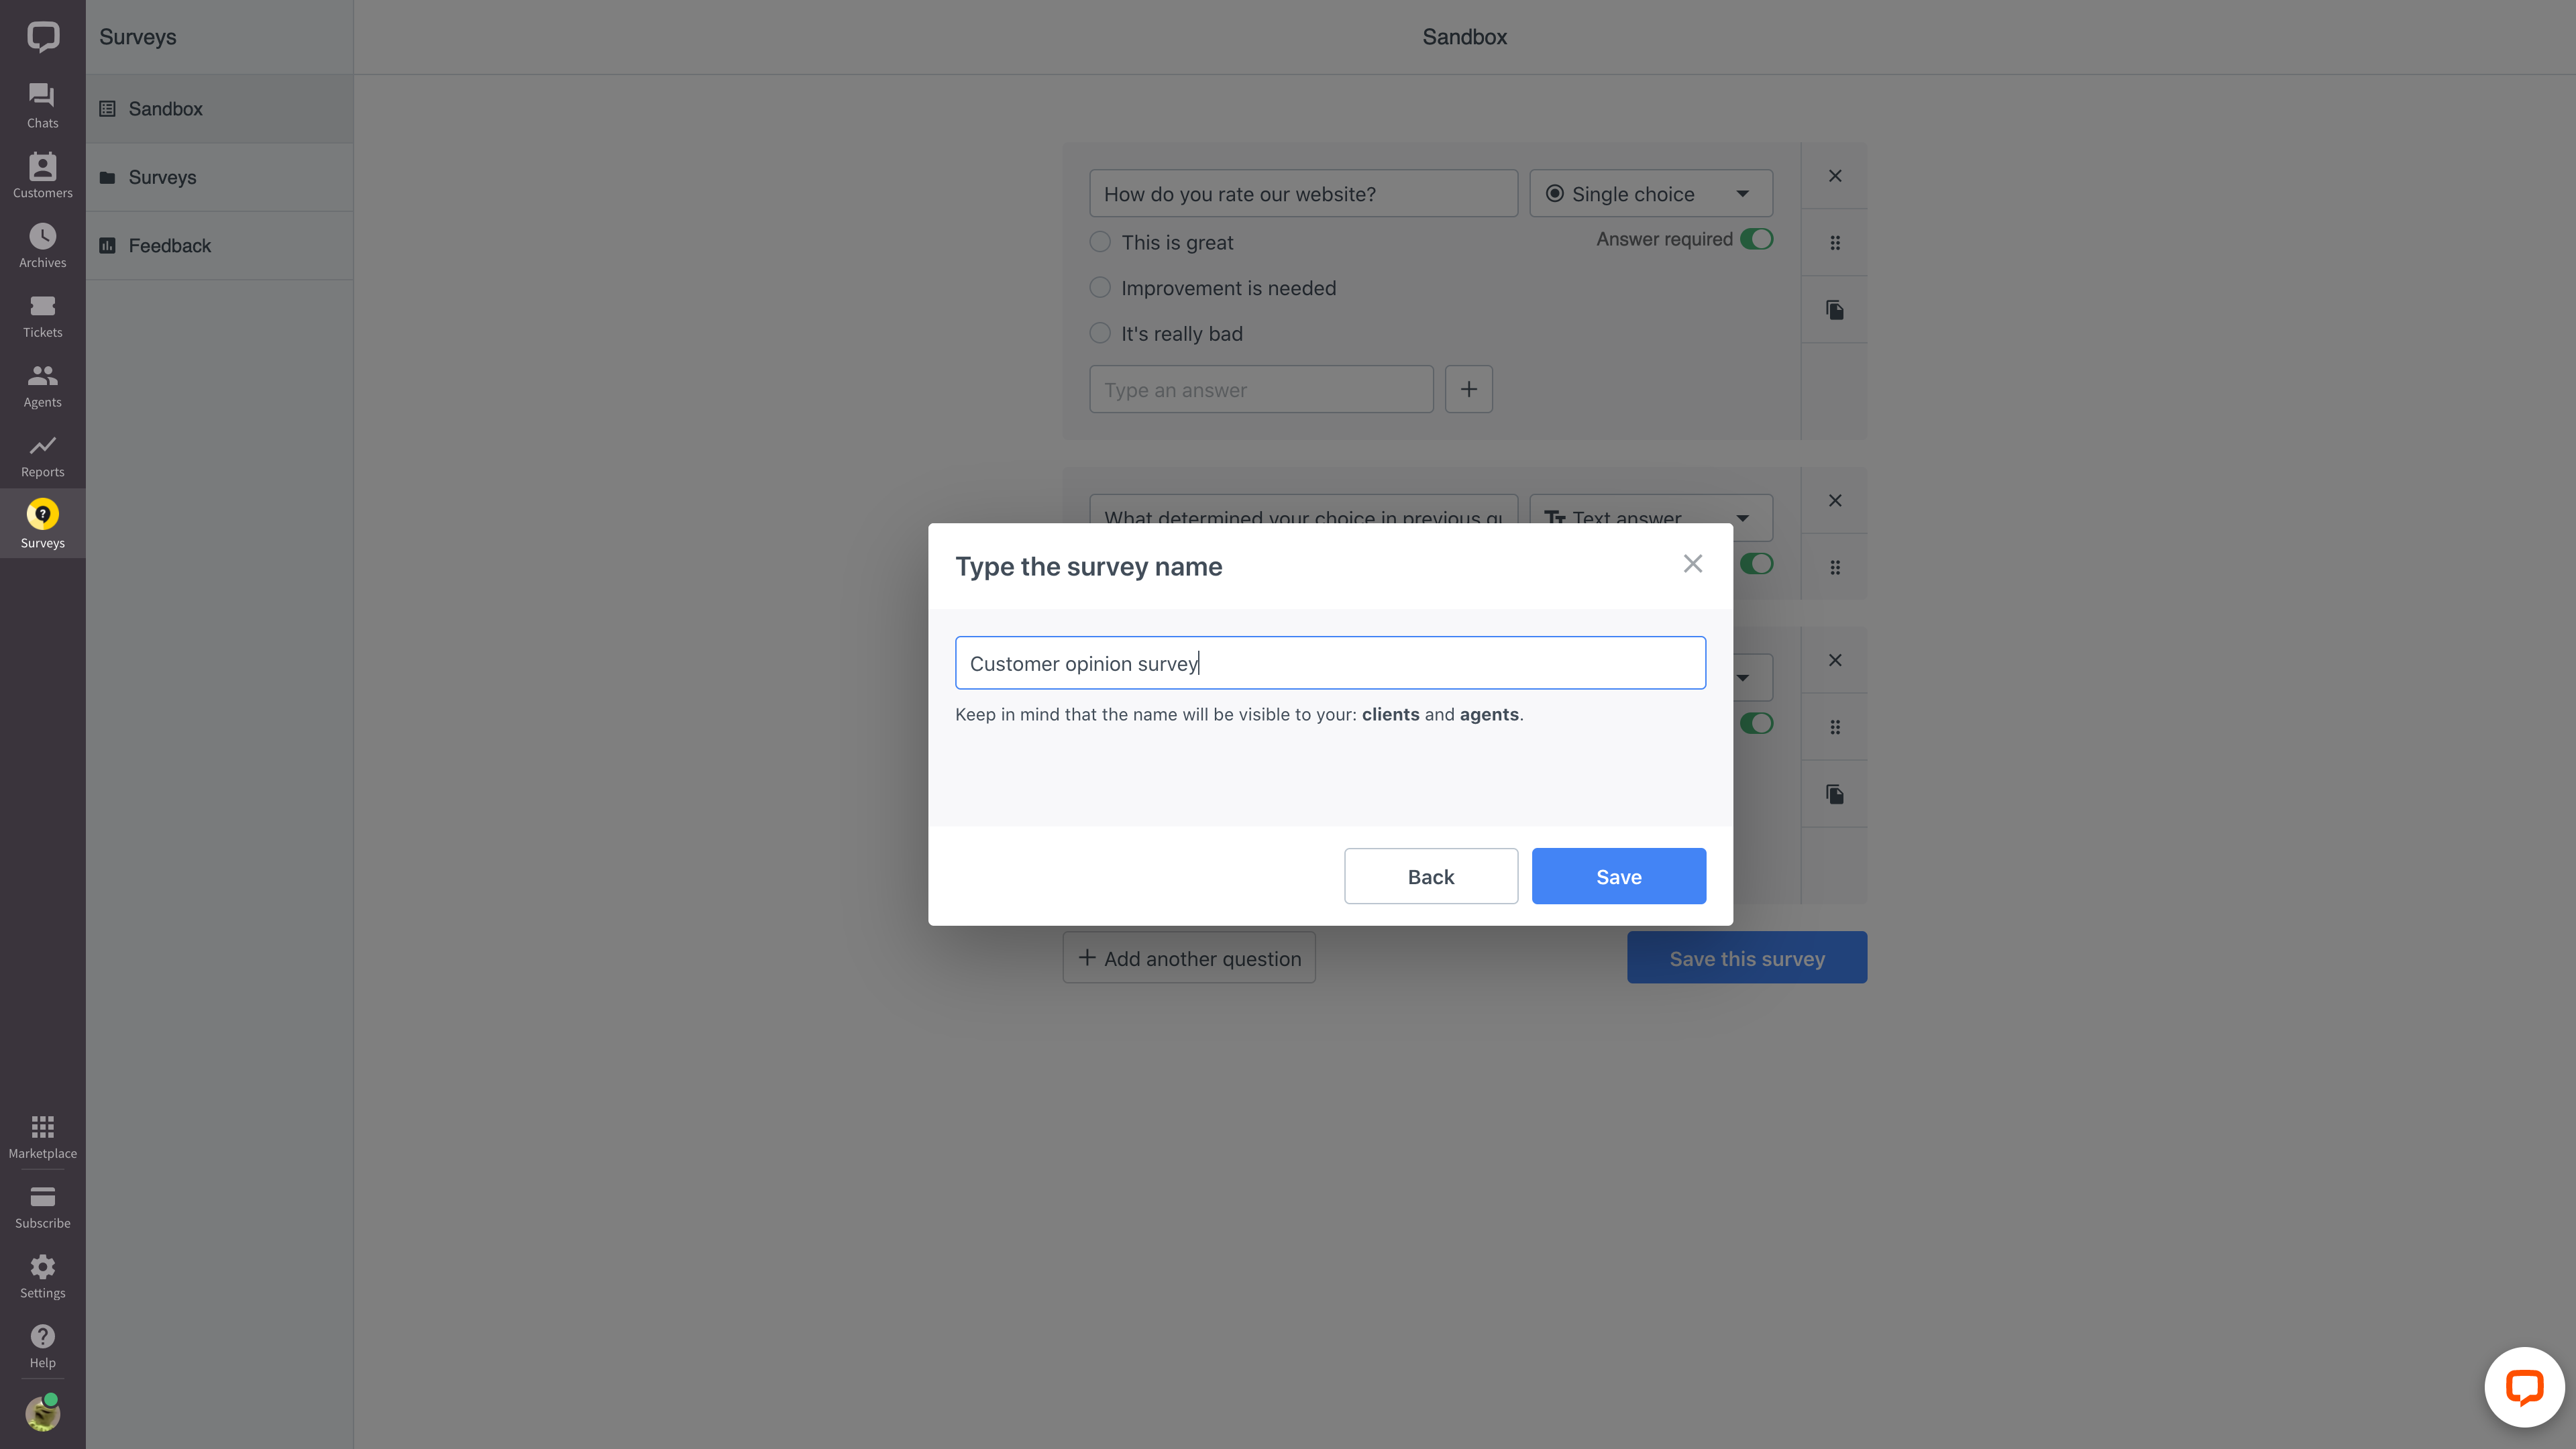 Surveys
Sandbox
Chats
Customers
Archives
Tickets
Agents
Reports
Surveys
Marketplace
Subscribe
Settings
Help
Sandbox
Surveys
Feedback
How do you rate our website?
Single choice
This is great
Answer required
Improvement is needed
It's really bad
Type an answer
What determined your choice in previous qu
Text answer
Type the survey name
Customer opinion survey
Keep in mind that the name will be visible to your: clients and agents.
Back
Save
Add another question
Save this survey